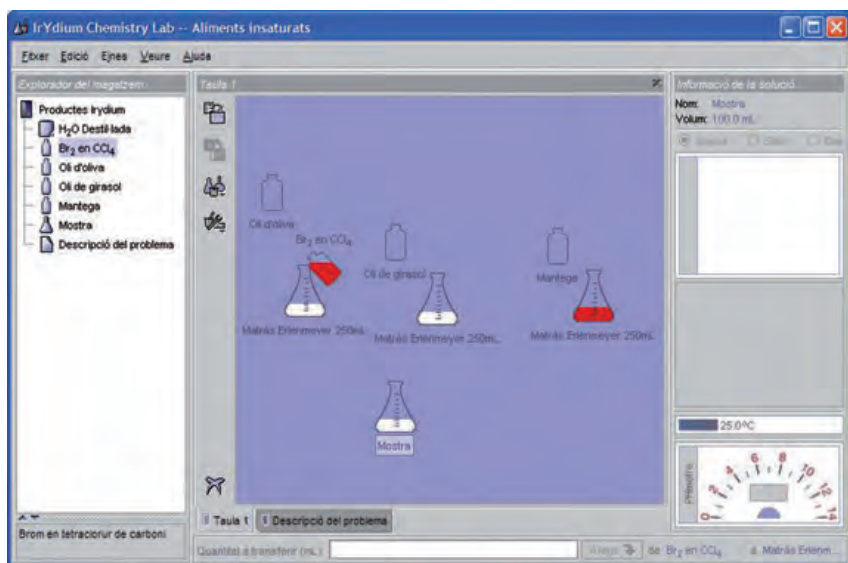 IrYdium Chemistry Lab -- Aliments insaturats
Fitxer Edició Eines Veure Ajuda
Explorador del magatzem
Productes Irydium
H2O Destil·lada
Br2 en CCl4
Oli d'oliva
Oli de girasol
Mantega
Mostra
Descripció del problema
Brom en tetraclorur de carboni
Taula 1
Oli d'oliva
Br2 en CCl4
Oli de girasol
Mantega
Matràs Erlenmeyer 250mL
Matràs Erlenmeyer 250mL
Matràs Erlenmeyer 250mL
Mostra
Taula 1
Descripció del problema
Quantitat a transferir (mL):
de Br2 en CCl4
a Matràs Erlenm...
Informació de la solució
Nom: Mostra
Volum: 100.0 mL
25.0ºC
0 2 4 6 8 10 12 14